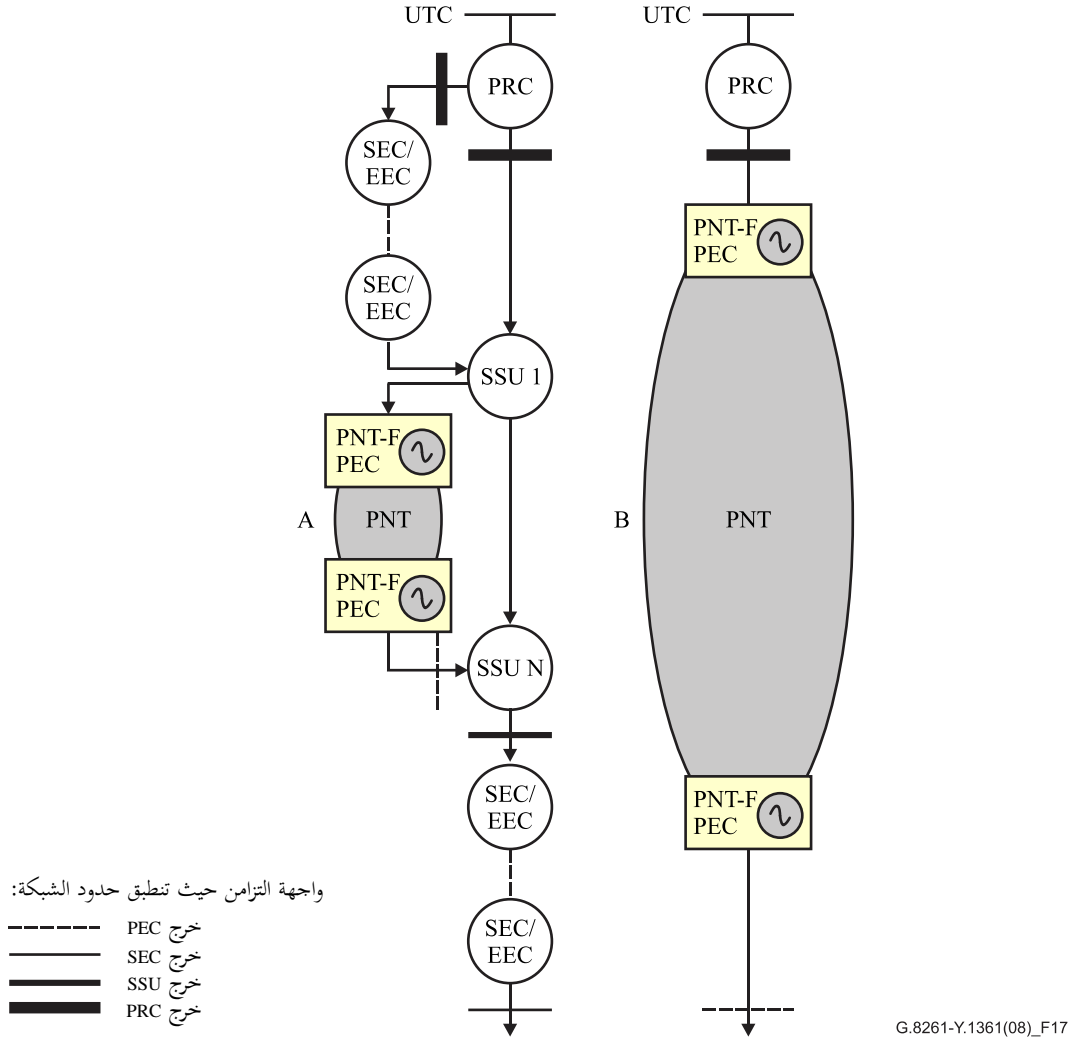 UTC
UTC
PRC
PRC
SEC/
EEC
SEC/
EEC
SSU 1
PNT-F
PEC
PNT-F
PEC
A
PNT
B
PNT
PNT-F
PEC
SSU N
SEC/
EEC
PNT-F
PEC
SEC/
EEC
واجهة التزامن حيث تنطبق حدود الشبكة:
خرج PEC
خرج SEC
خرج SSU
خرج PRC
G.8261-Y.1361(08)_F17